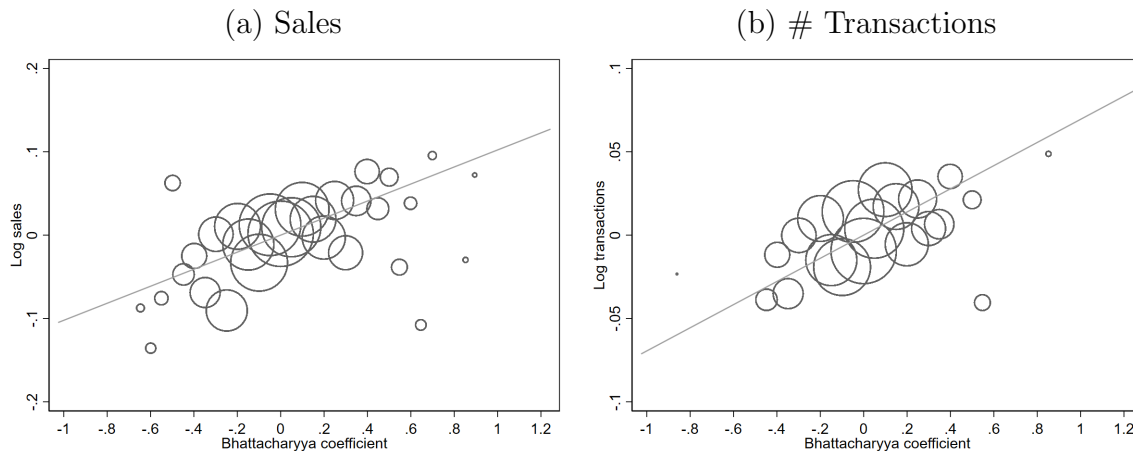 (a) Sales
Log sales
.2
.1
0
-.1
-.2
-1 -.8 -.6 -.4 -.2 0 .2 .4 .6 .8 1 1.2
Bhattacharyya coefficient
(b) # Transactions
Log transactions
.1
.05
0
-.05
-.1
-1 -.8 -.6 -.4 -.2 0 .2 .4 .6 .8 1 1.2
Bhattacharyya coefficient